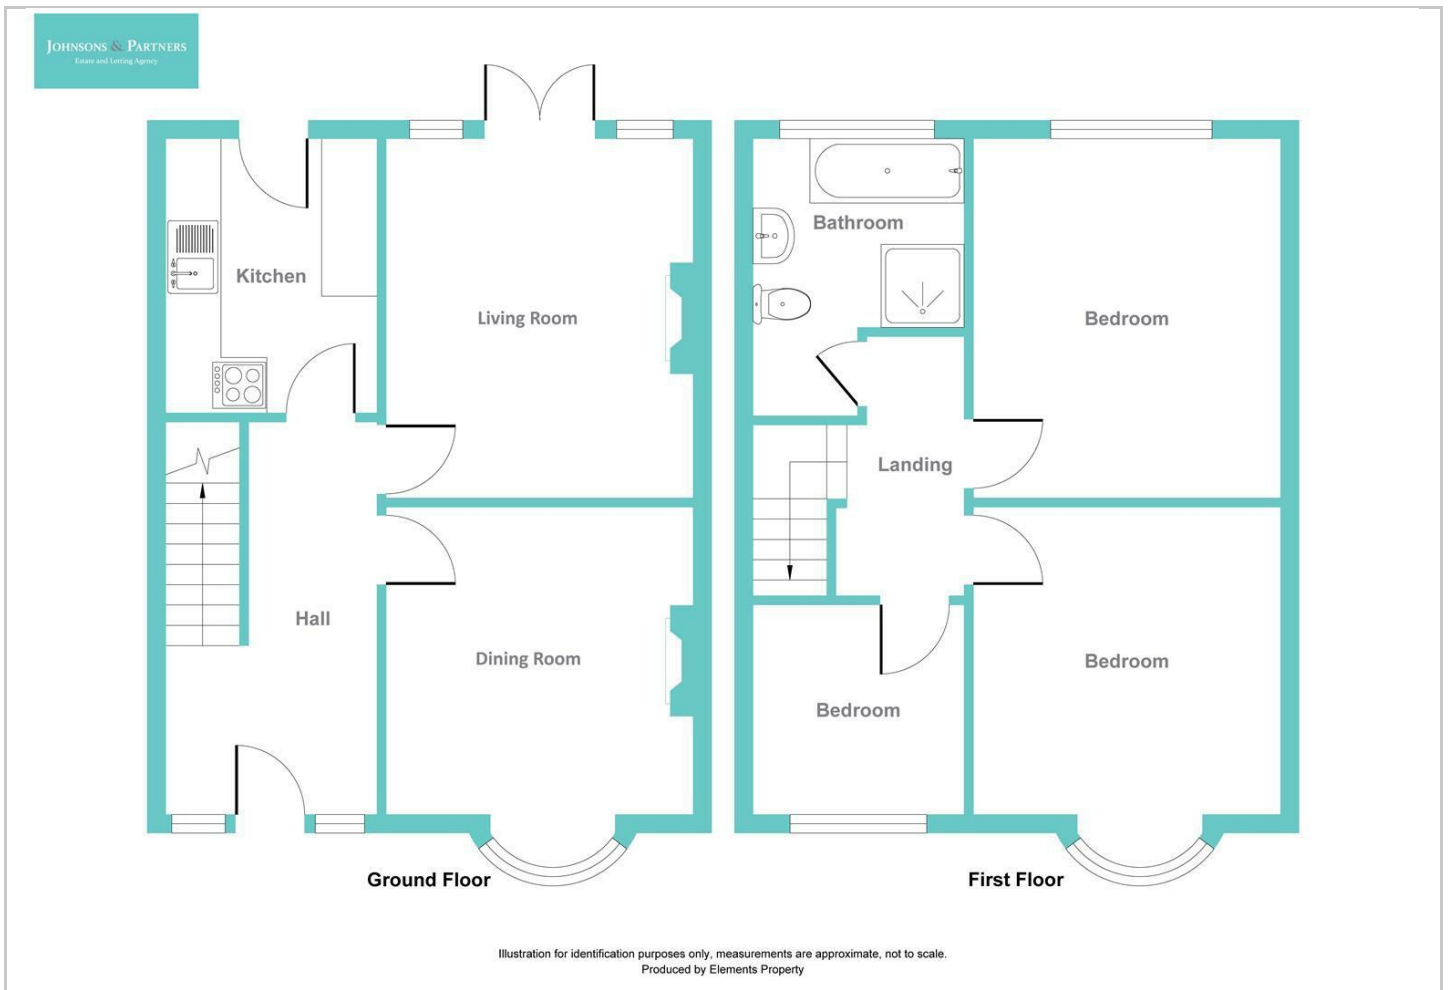 JOHNSONS & PARTNERS
Estate and Letting Agency
Kitchen
Living Room
Hall
Dining Room
Ground Floor
Bathroom
Bedroom
Landing
Bedroom
Bedroom
First Floor
Illustration for identification purposes only, measurements are approximate, not to scale.
Produced by Elements Property